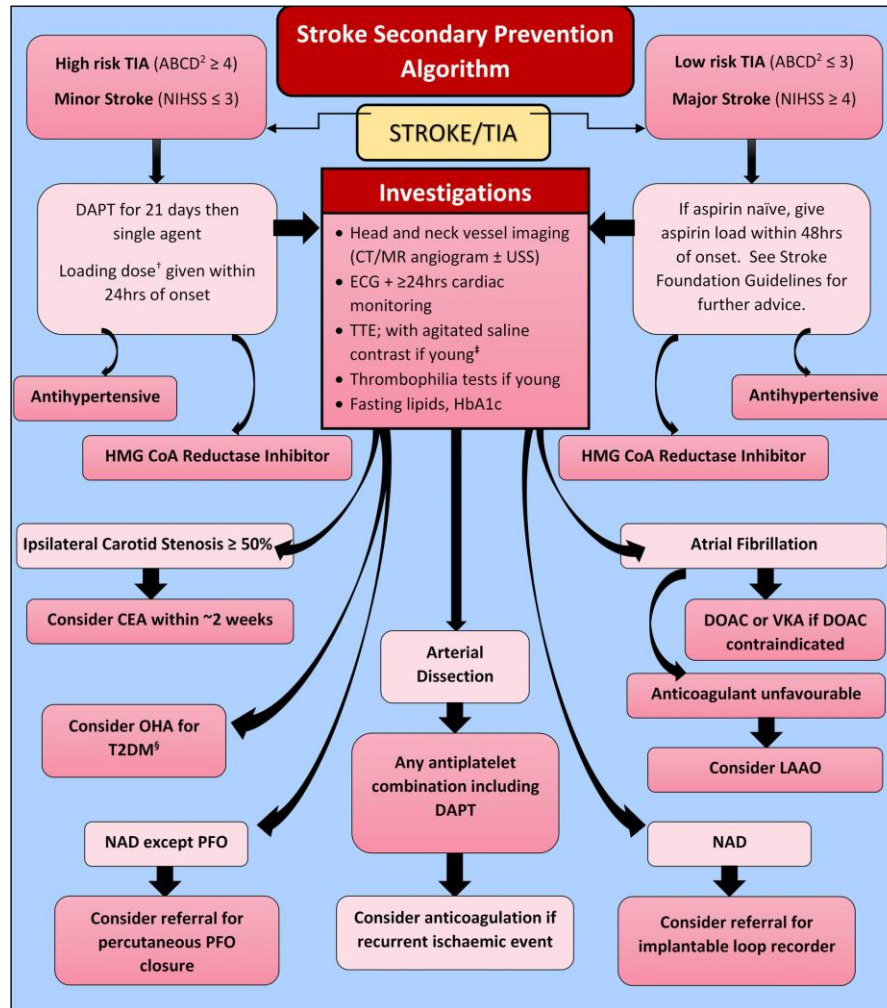 Stroke Secondary Prevention
Algorithm
High risk TIA (ABCD² ≥ 4)
Minor Stroke (NIHSS ≤ 3)
Low risk TIA (ABCD² ≤ 3)
Major Stroke (NIHSS ≥ 4)
STROKE/TIA
DAPT for 21 days then
single agent
Loading dose† given within
24hrs of onset
Investigations
• Head and neck vessel imaging
(CT/MR angiogram ± USS)
• ECG + ≥24hrs cardiac
monitoring
• TTE; with agitated saline
contrast if young‡
• Thrombophilia tests if young
• Fasting lipids, HbA1c
If aspirin naïve, give
aspirin load within 48hrs
of onset. See Stroke
Foundation Guidelines for
further advice.
Antihypertensive
HMG CoA Reductase Inhibitor
Antihypertensive
HMG CoA Reductase Inhibitor
Ipsilateral Carotid Stenosis ≥ 50%
Consider CEA within ~2 weeks
Consider OHA for
T2DM§
NAD except PFO
Consider referral for
percutaneous PFO
closure
Arterial
Dissection
Any antiplatelet
combination including
DAPT
Consider anticoagulation if
recurrent ischaemic event
Atrial Fibrillation
DOAC or VKA if DOAC
contraindicated
Anticoagulant unfavourable
Consider LAAO
NAD
Consider referral for
implantable loop recorder